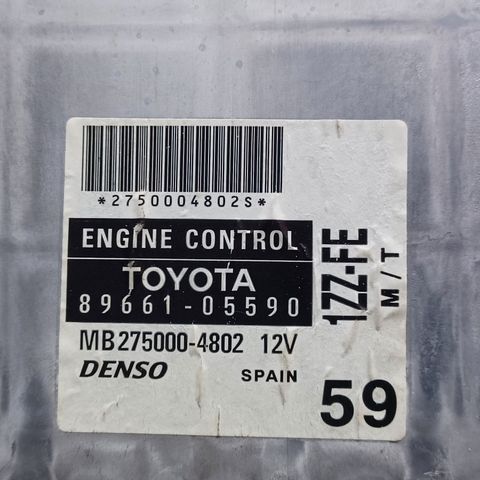 *2750004802S*
ENGINE CONTROL
TOYOTA
89661-05590
MB275000-4802 12V
DENSO SPAIN
1ZZ-FE
M/T
59